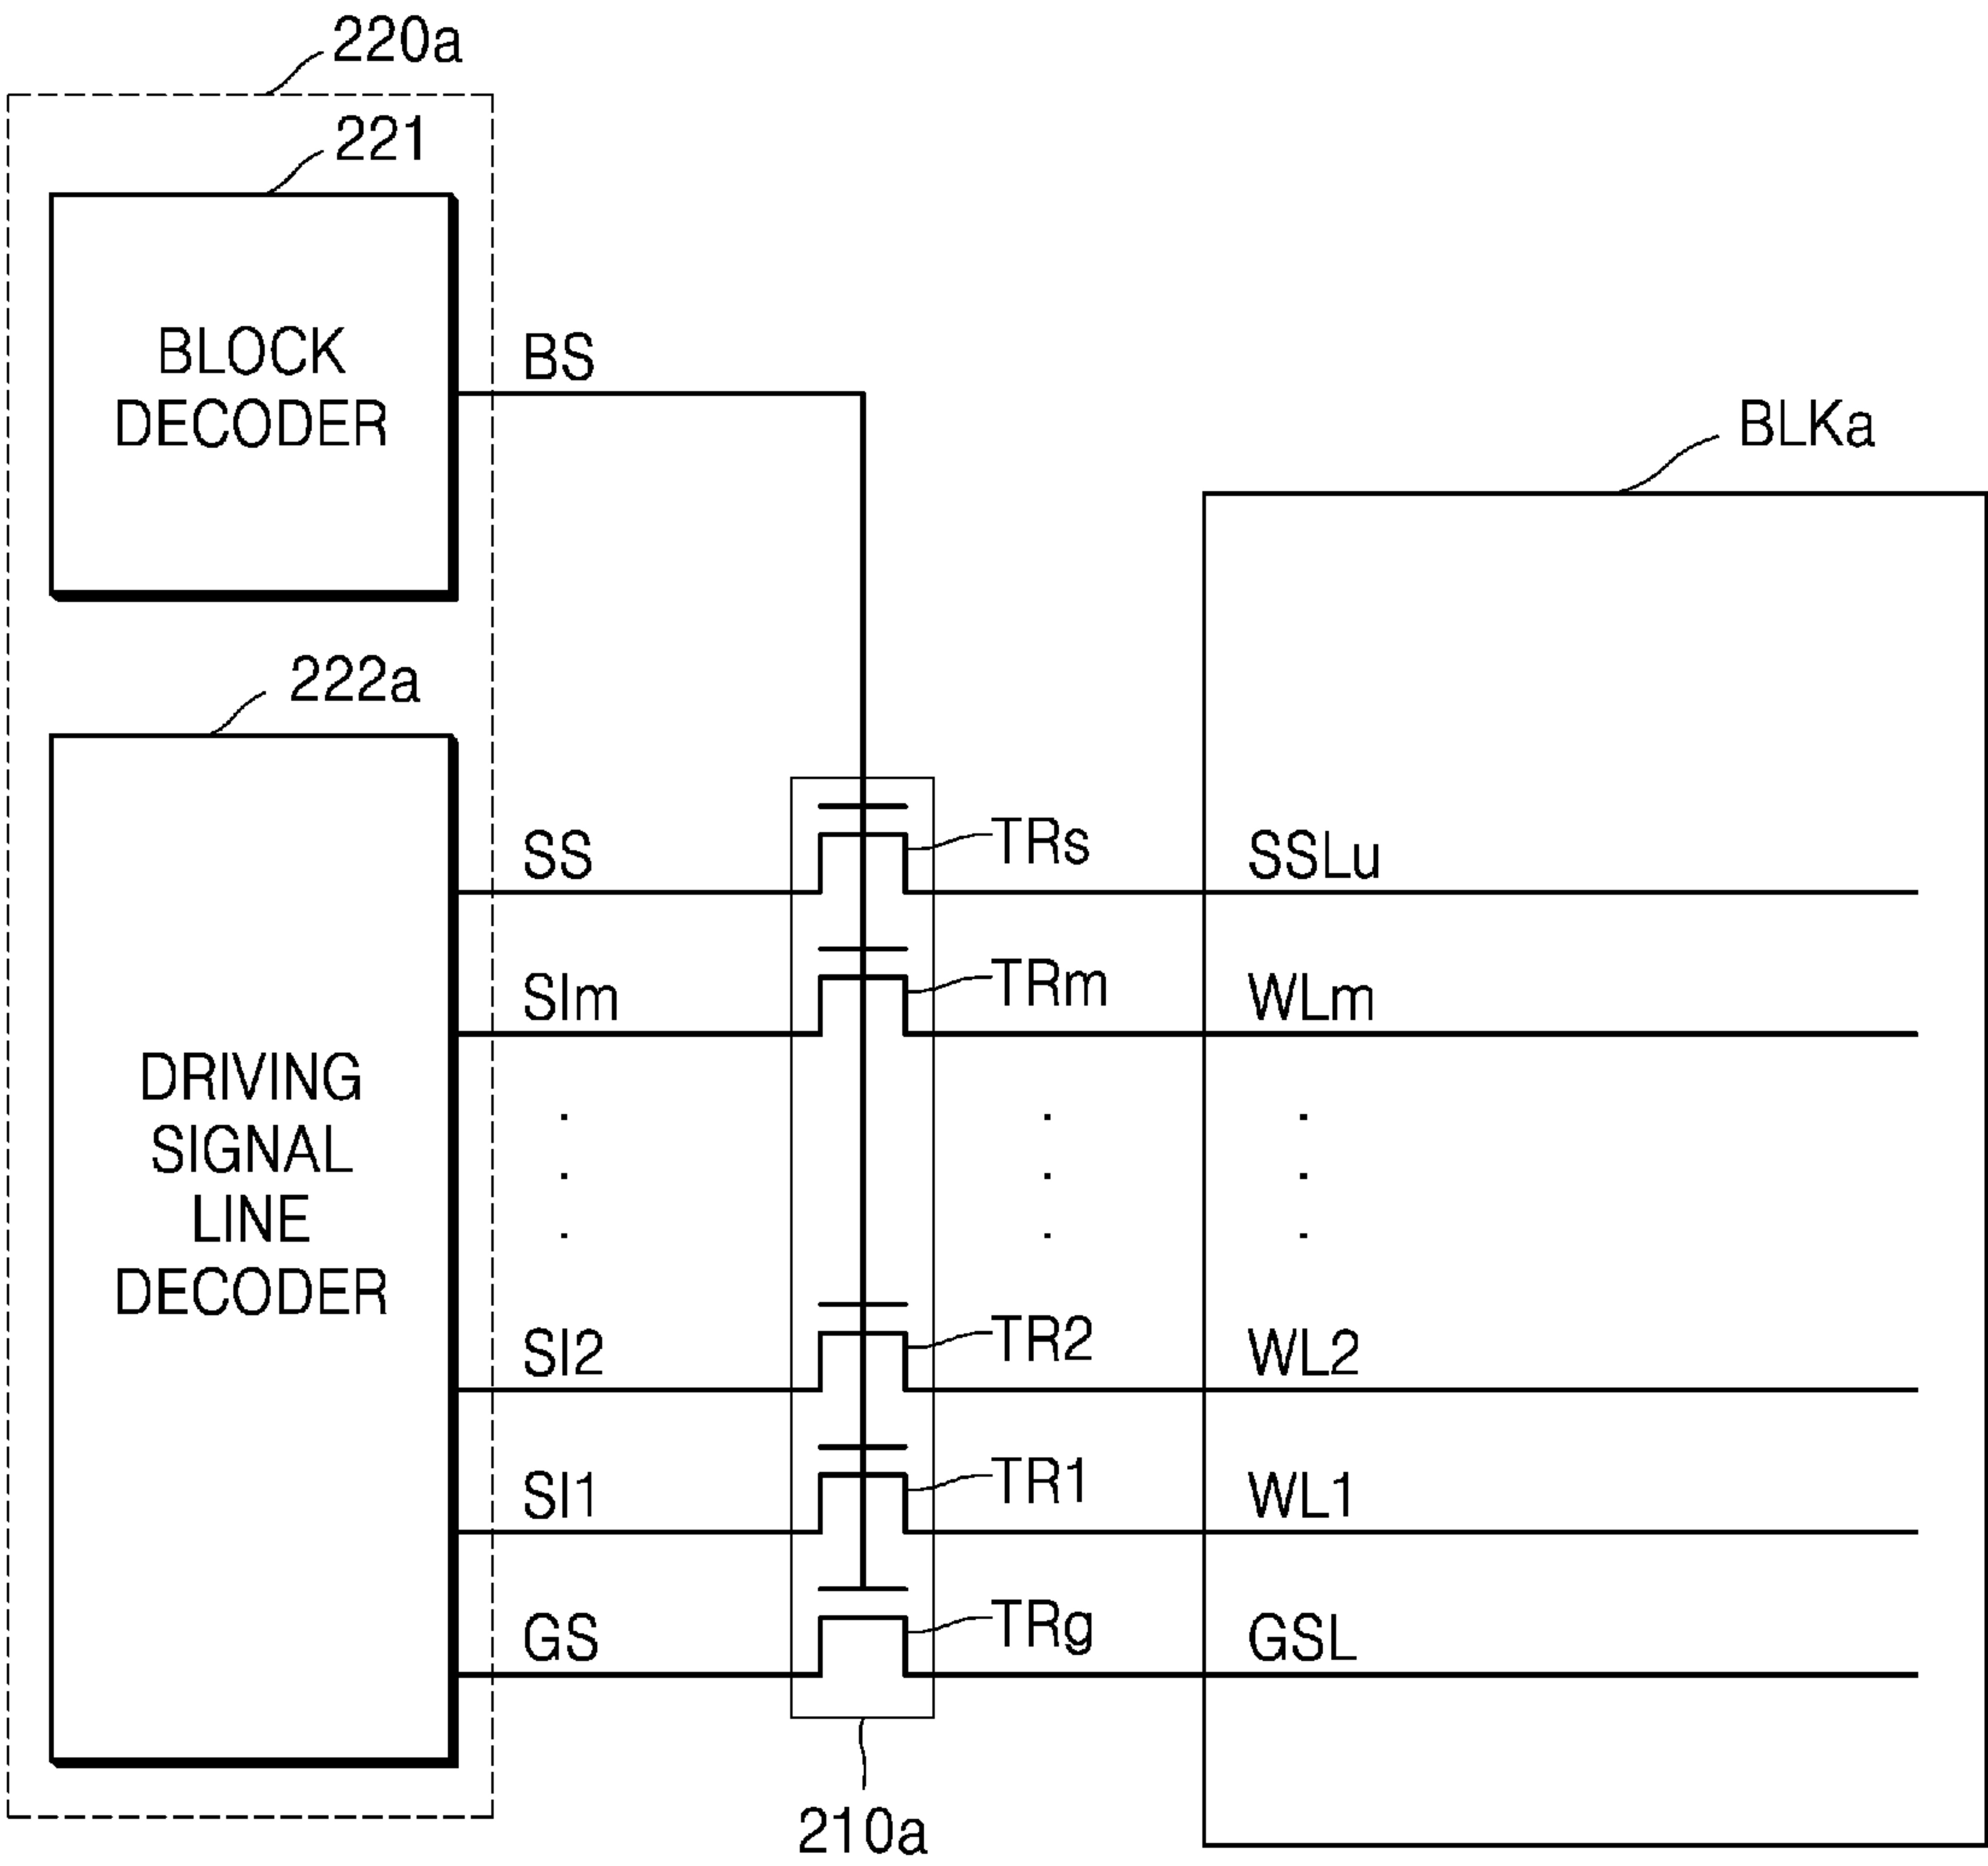 220a
221
BLOCK
DECODER
BS
BLKa
222a
DRIVING
SIGNAL
LINE
DECODER
SS
TRs
SSLu
SIm
TRm
WLm
SI2
TR2
WL2
SI1
TR1
WL1
GS
TRg
GSL
210a